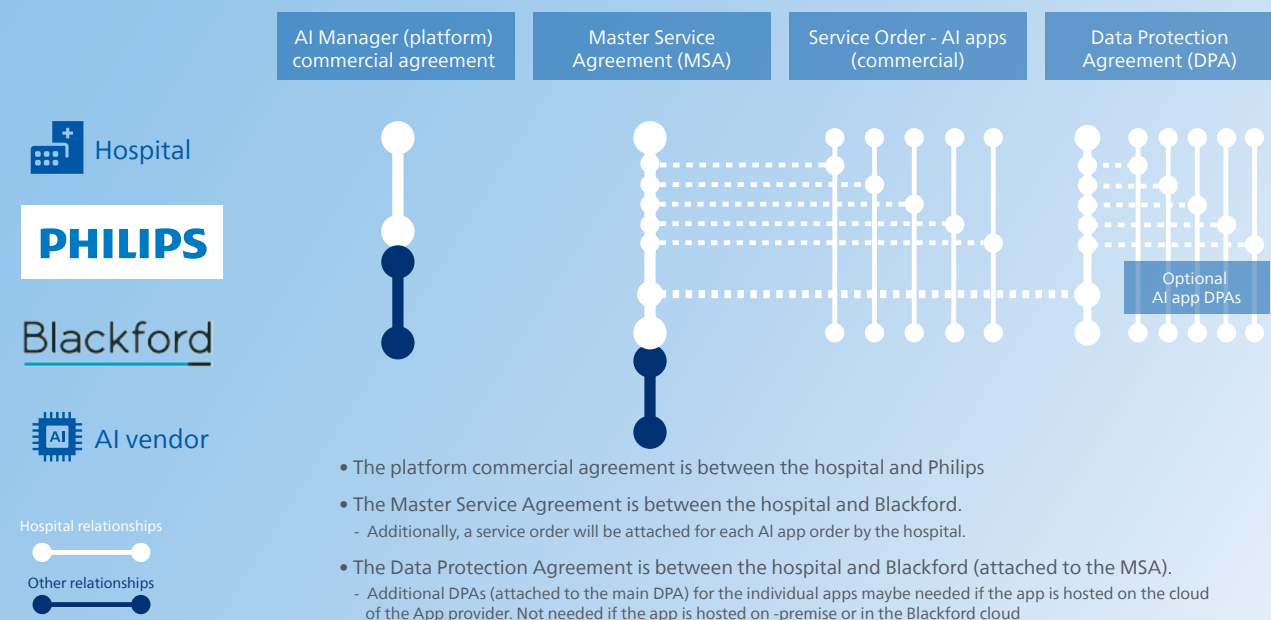 AI Manager (platform)
commercial agreement
Master Service
Agreement (MSA)
Service Order - AI apps
(commercial)
Data Protection
Agreement (DPA)
Hospital
PHILIPS
Blackford
AI
AI vendor
Optional
AI app DPAs
Hospital relationships
Other relationships
• The platform commercial agreement is between the hospital and Philips
• The Master Service Agreement is between the hospital and Blackford.
- Additionally, a service order will be attached for each AI app order by the hospital.
• The Data Protection Agreement is between the hospital and Blackford (attached to the MSA).
- Additional DPAs (attached to the main DPA) for the individual apps maybe needed if the app is hosted on the cloud
of the App provider. Not needed if the app is hosted on -premise or in the Blackford cloud